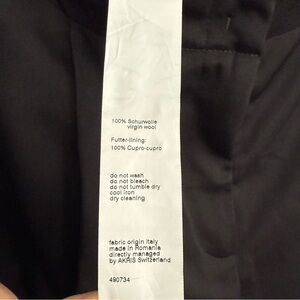 100% Schurwolle
virgin wool
Futter-lining:
100% Cupro-cupro
do not wash
do not bleach
do not tumble dry
cool iron
dry cleaning
fabric origin Italy
made in Romania
directly managed
by AKRIS Switzerland
490734